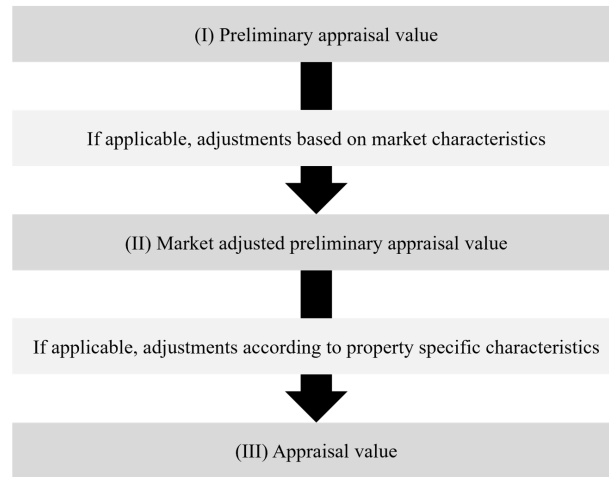 (I) Preliminary appraisal value
If applicable, adjustments based on market characteristics
(II) Market adjusted preliminary appraisal value
If applicable, adjustments according to property specific characteristics
(III) Appraisal value